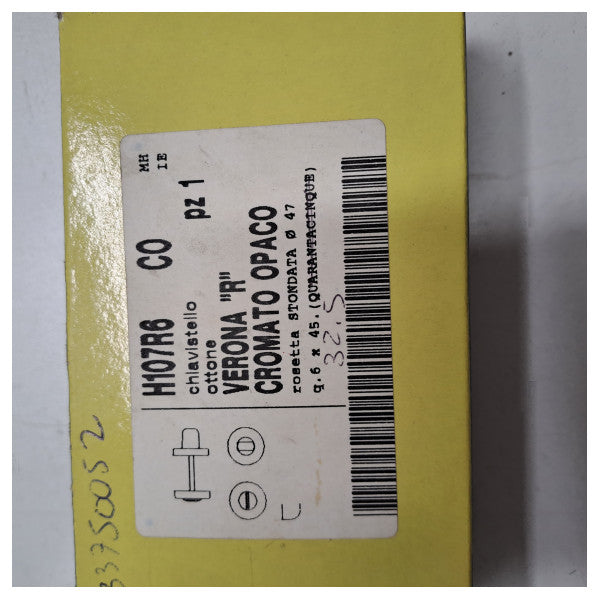 MH
IE
H107R6 CO pz 1
chiavistello
ottone
VERONA "R"
CROMATO OPACO
rosetta STONDATA Ø 47
q.6 x 45.(QUARANTACINQUE)
32.5
33750052